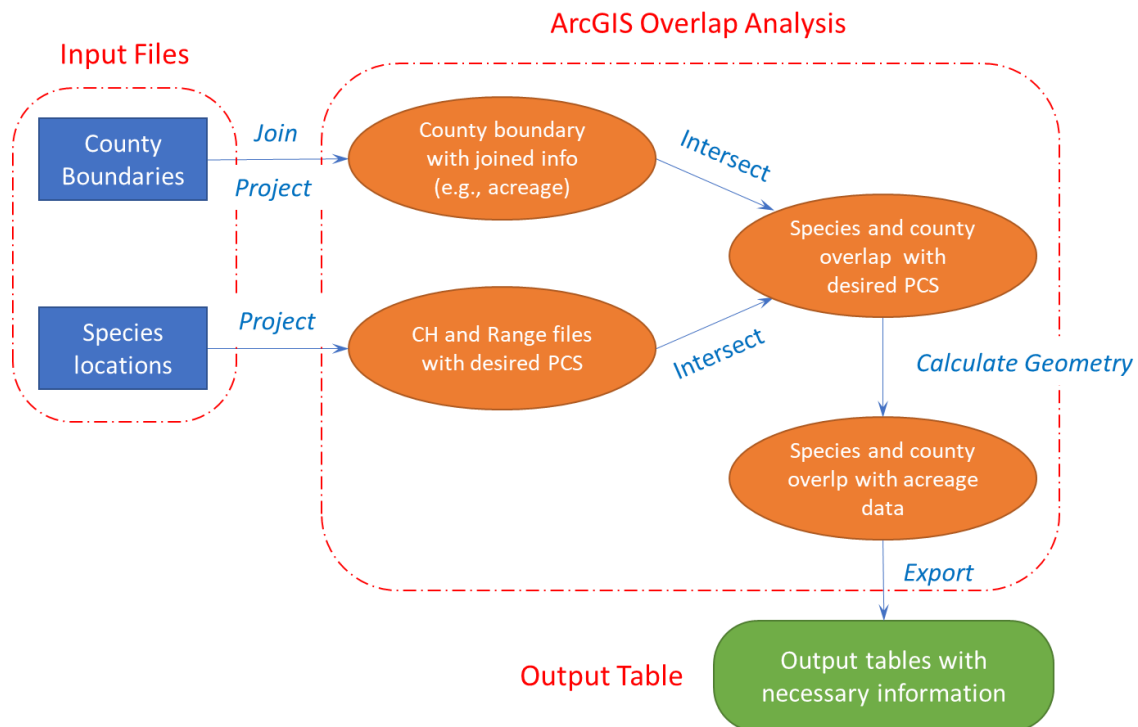 ArcGIS Overlap Analysis
Input Files
County
Boundaries
Join
Project
County boundary
with joined info
(e.g., acreage)
Intersect
Species and county
overlap with
desired PCS
Species
locations
Project
CH and Range files
with desired PCS
Intersect
Calculate Geometry
Species and county
overlp with acreage
data
Export
Output Table
Output tables with
necessary information